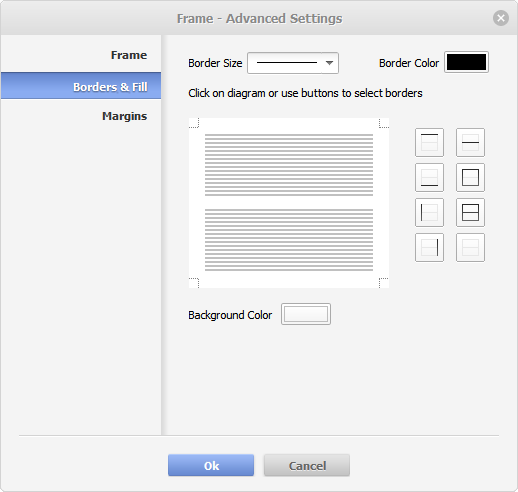 Frame - Advanced Settings
Frame
Borders & Fill
Margins
Border Size
Border Color
Click on diagram or use buttons to select borders
Background Color
Ok
Cancel